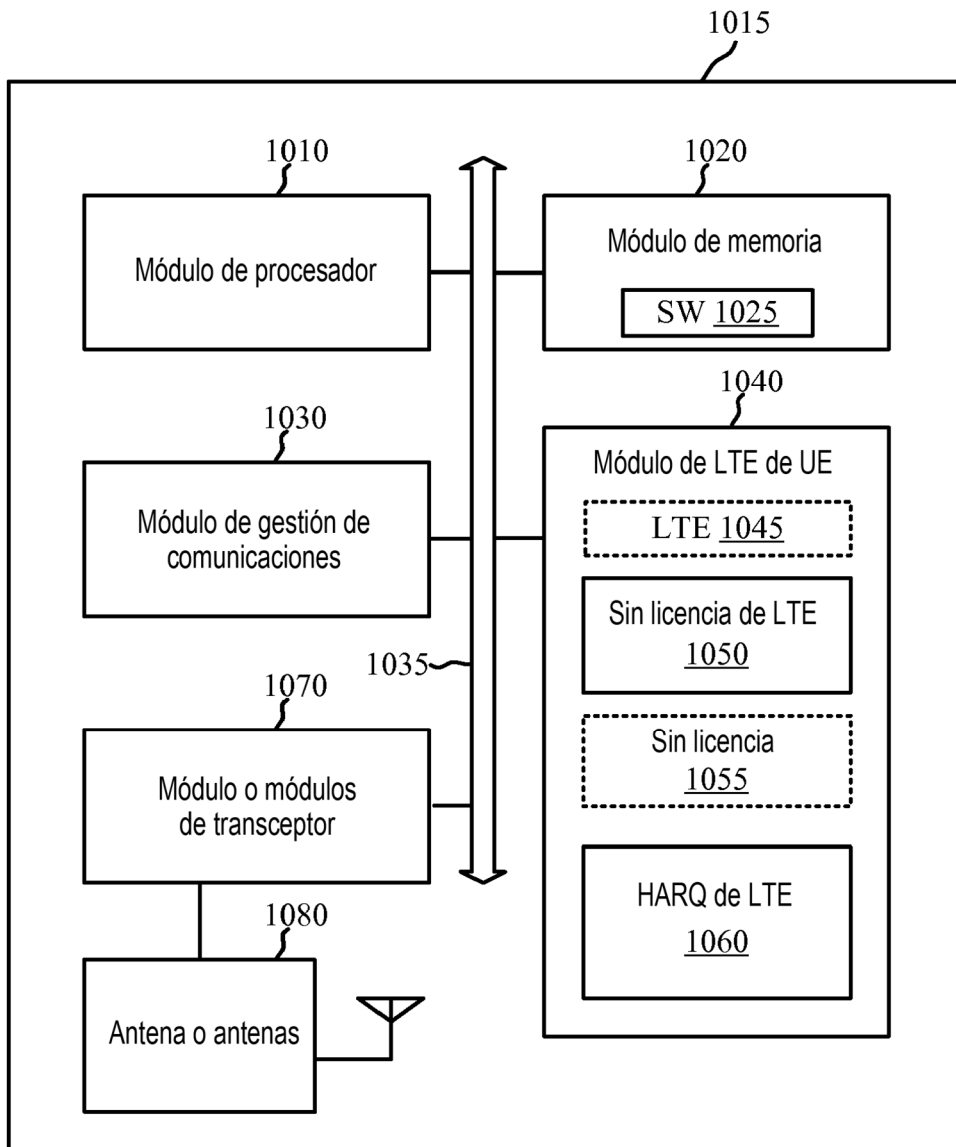 1015
1010
Módulo de procesador
1020
Módulo de memoria
SW 1025
1030
Módulo de gestión de
comunicaciones
1035
1040
Módulo de LTE de UE
LTE 1045
Sin licencia de LTE
1050
Sin licencia
1055
HARQ de LTE
1060
1070
Módulo o módulos
de transceptor
1080
Antena o antenas